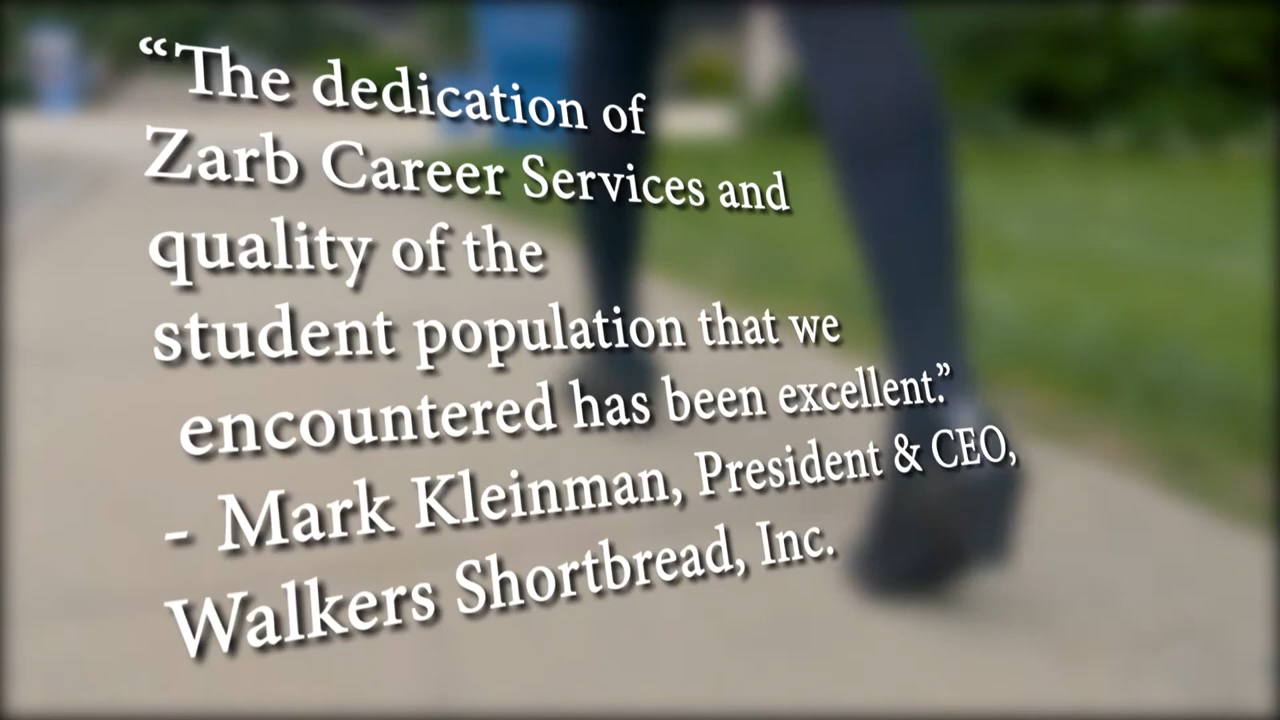 “The dedication of
Zarb Career Services and
quality of the
student population that we
encountered has been excellent.”
- Mark Kleinman, President & CEO,
Walkers Shortbread, Inc.